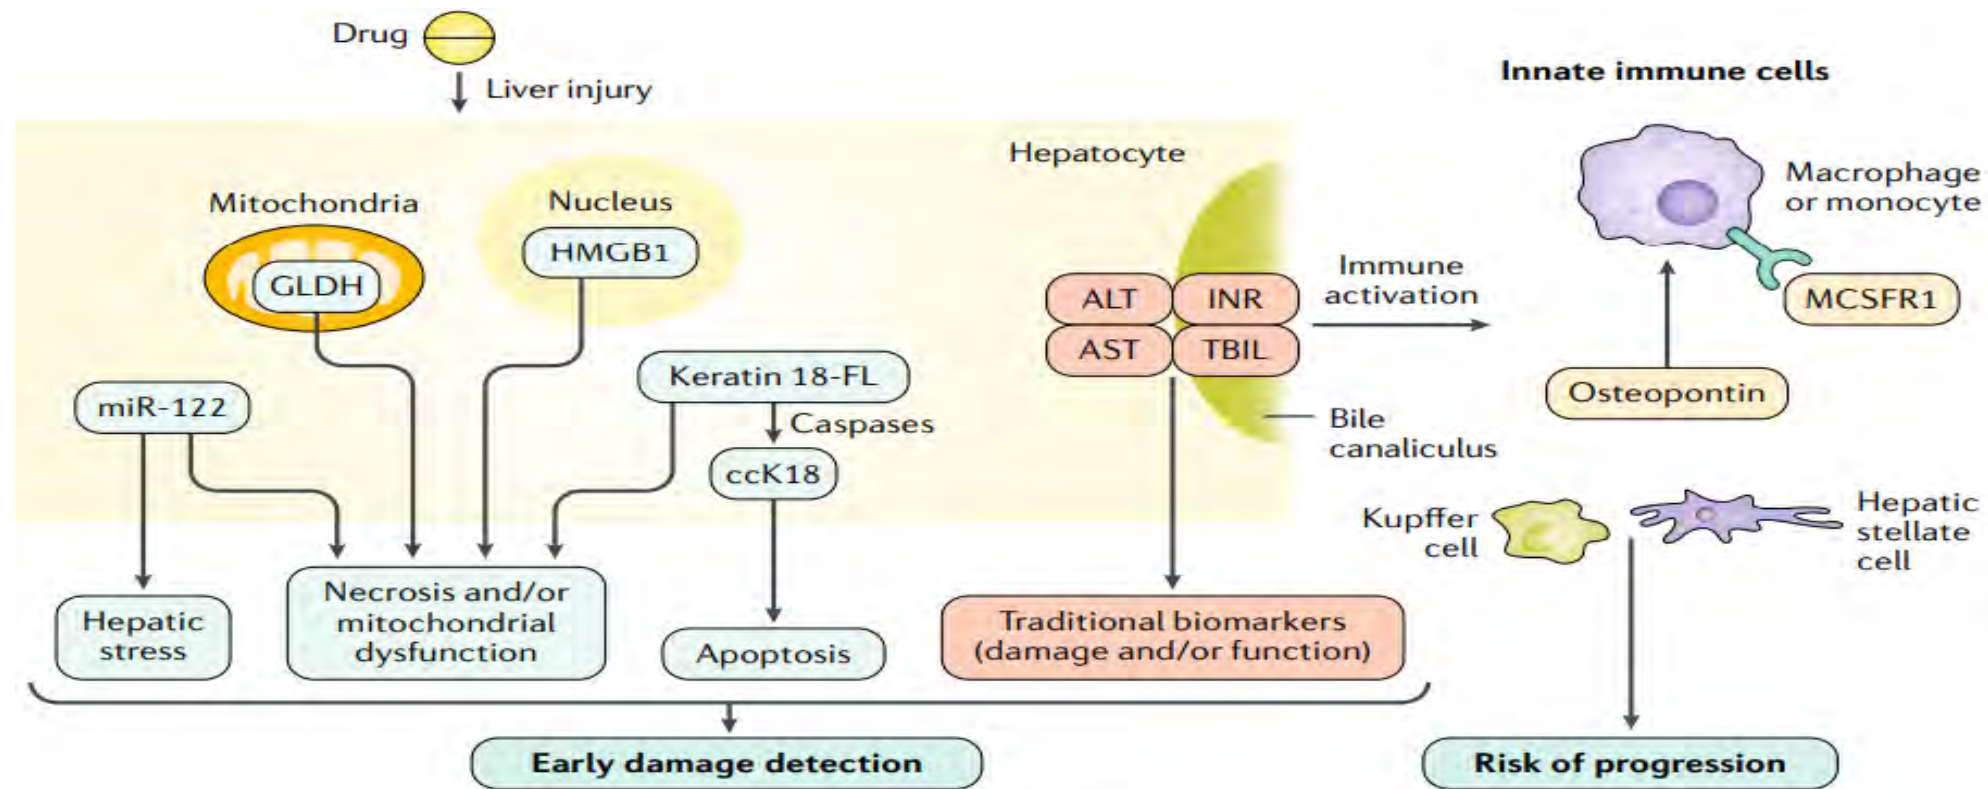 Drug
Liver injury
Innate immune cells
Hepatocyte
Macrophage
or monocyte
Mitochondria
Nucleus
HMGB1
GLDH
Immune
activation
ALT
INR
MCSFR1
AST
TBIL
Keratin 18-FL
miR-122
Osteopontin
Caspases
Bile
canaliculus
ccK18
Kupffer
cell
Hepatic
stellate
cell
Hepatic
stress
Necrosis and/or
mitochondrial
dysfunction
Apoptosis
Traditional biomarkers
(damage and/or function)
Early damage detection
Risk of progression